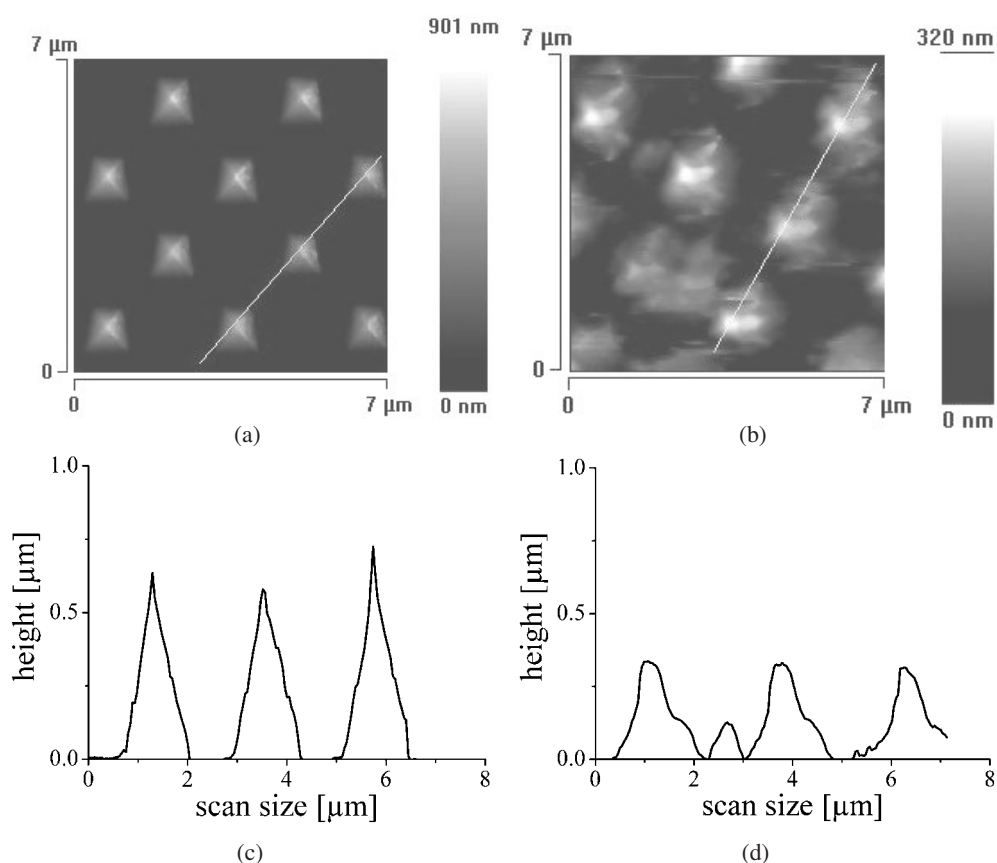 901 nm
7 µm
0
0
7 µm
0 nm
(a)
320 nm
7 µm
0
0
7 µm
0 nm
(b)
1.0
0.5
0.0
height [µm]
0
2
4
6
8
scan size [µm]
(c)
1.0
0.5
0.0
height [µm]
0
2
4
6
8
scan size [µm]
(d)